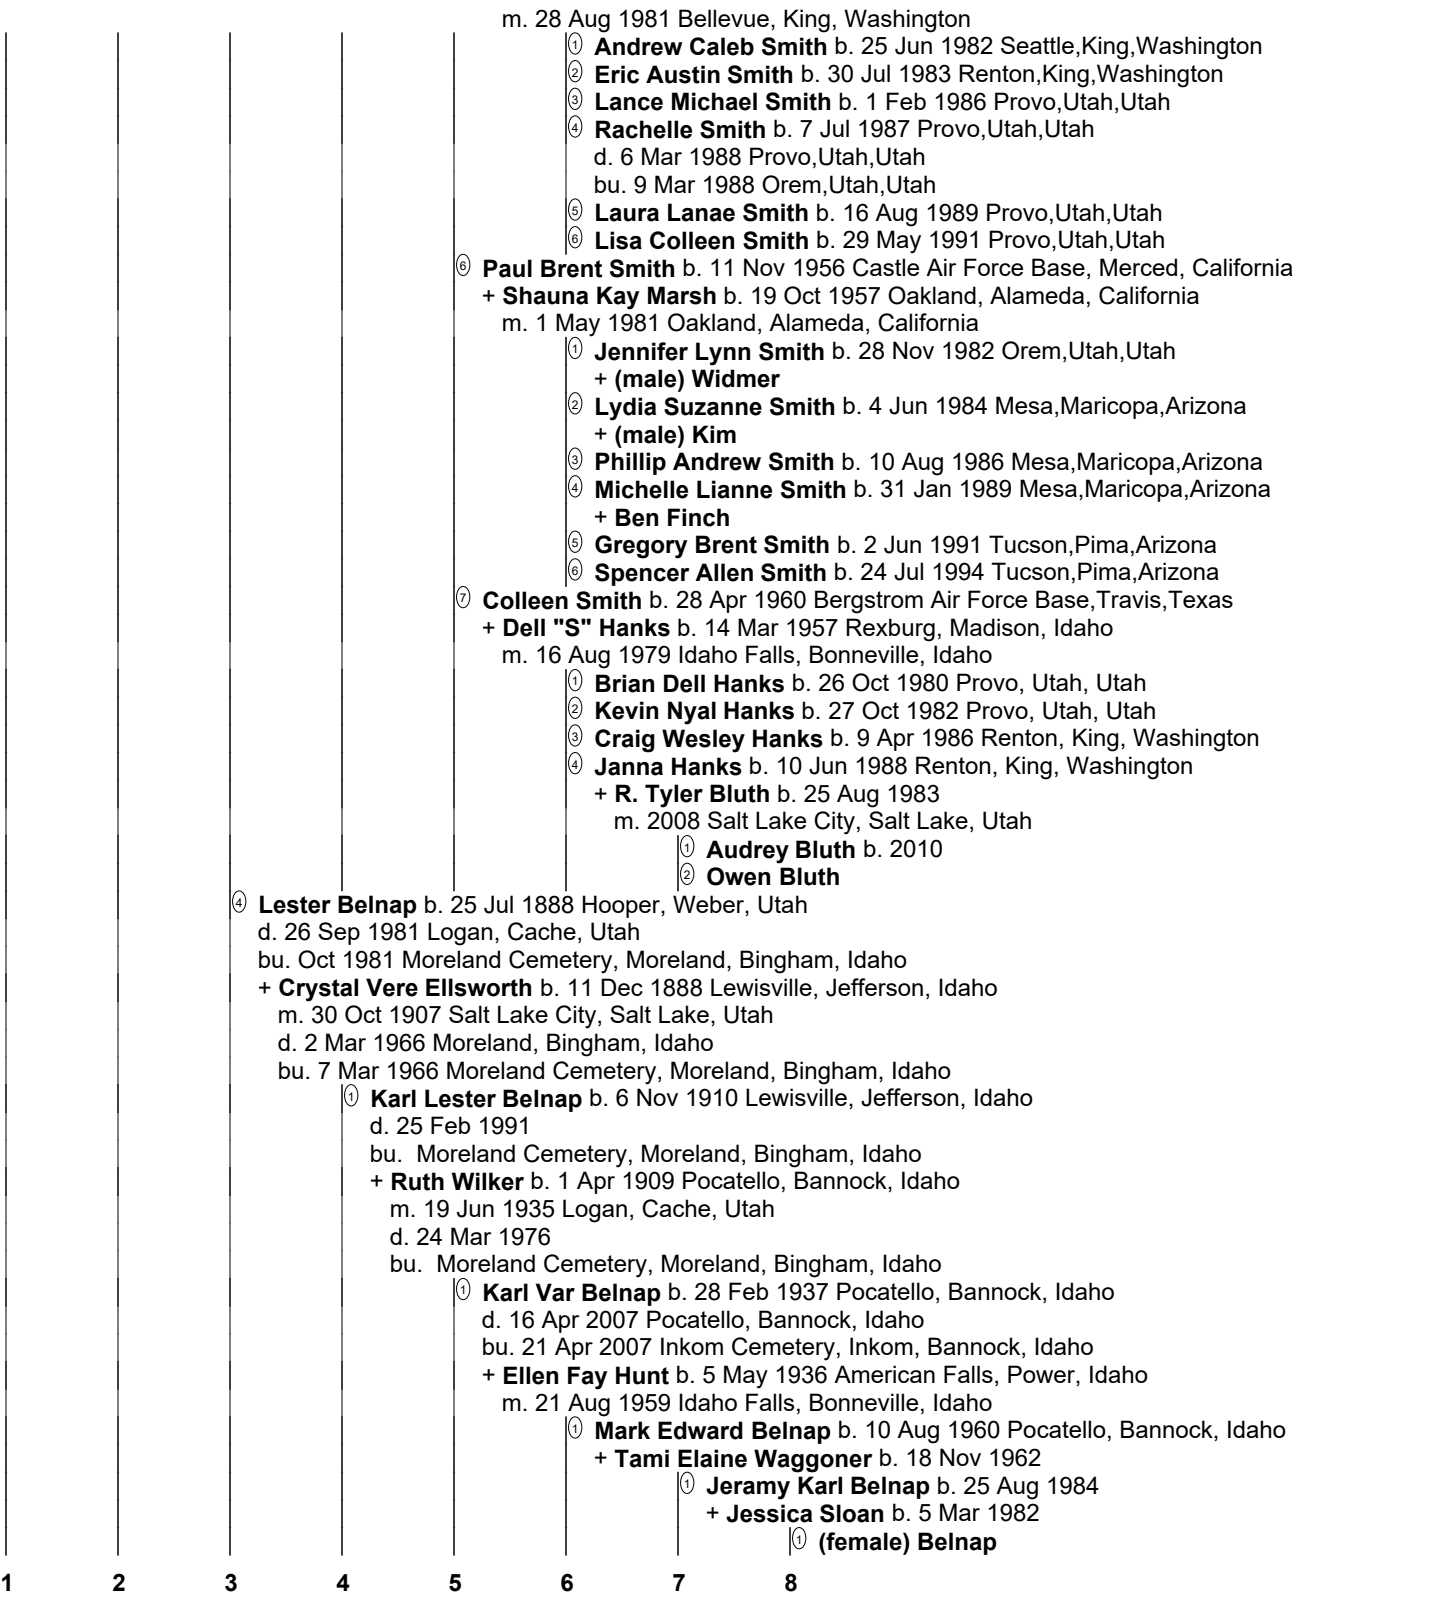 m. 28 Aug 1981 Bellevue, King, Washington
1 Andrew Caleb Smith b. 25 Jun 1982 Seattle,King,Washington
2 Eric Austin Smith b. 30 Jul 1983 Renton,King,Washington
3 Lance Michael Smith b. 1 Feb 1986 Provo,Utah,Utah
4 Rachelle Smith b. 7 Jul 1987 Provo,Utah,Utah
d. 6 Mar 1988 Provo,Utah,Utah
bu. 9 Mar 1988 Orem,Utah,Utah
5 Laura Lanae Smith b. 16 Aug 1989 Provo,Utah,Utah
6 Lisa Colleen Smith b. 29 May 1991 Provo,Utah,Utah
6 Paul Brent Smith b. 11 Nov 1956 Castle Air Force Base, Merced, California
+ Shauna Kay Marsh b. 19 Oct 1957 Oakland, Alameda, California
m. 1 May 1981 Oakland, Alameda, California
1 Jennifer Lynn Smith b. 28 Nov 1982 Orem,Utah,Utah
+ (male) Widmer
2 Lydia Suzanne Smith b. 4 Jun 1984 Mesa,Maricopa,Arizona
+ (male) Kim
3 Phillip Andrew Smith b. 10 Aug 1986 Mesa,Maricopa,Arizona
4 Michelle Lianne Smith b. 31 Jan 1989 Mesa,Maricopa,Arizona
+ Ben Finch
5 Gregory Brent Smith b. 2 Jun 1991 Tucson,Pima,Arizona
6 Spencer Allen Smith b. 24 Jul 1994 Tucson,Pima,Arizona
7 Colleen Smith b. 28 Apr 1960 Bergstrom Air Force Base,Travis,Texas
+ Dell "S" Hanks b. 14 Mar 1957 Rexburg, Madison, Idaho
m. 16 Aug 1979 Idaho Falls, Bonneville, Idaho
1 Brian Dell Hanks b. 26 Oct 1980 Provo, Utah, Utah
2 Kevin Nyal Hanks b. 27 Oct 1982 Provo, Utah, Utah
3 Craig Wesley Hanks b. 9 Apr 1986 Renton, King, Washington
4 Janna Hanks b. 10 Jun 1988 Renton, King, Washington
+ R. Tyler Bluth b. 25 Aug 1983
m. 2008 Salt Lake City, Salt Lake, Utah
1 Audrey Bluth b. 2010
2 Owen Bluth
4 Lester Belnap b. 25 Jul 1888 Hooper, Weber, Utah
d. 26 Sep 1981 Logan, Cache, Utah
bu. Oct 1981 Moreland Cemetery, Moreland, Bingham, Idaho
+ Crystal Vere Ellsworth b. 11 Dec 1888 Lewisville, Jefferson, Idaho
m. 30 Oct 1907 Salt Lake City, Salt Lake, Utah
d. 2 Mar 1966 Moreland, Bingham, Idaho
bu. 7 Mar 1966 Moreland Cemetery, Moreland, Bingham, Idaho
1 Karl Lester Belnap b. 6 Nov 1910 Lewisville, Jefferson, Idaho
d. 25 Feb 1991
bu. Moreland Cemetery, Moreland, Bingham, Idaho
+ Ruth Wilker b. 1 Apr 1909 Pocatello, Bannock, Idaho
m. 19 Jun 1935 Logan, Cache, Utah
d. 24 Mar 1976
bu. Moreland Cemetery, Moreland, Bingham, Idaho
1 Karl Var Belnap b. 28 Feb 1937 Pocatello, Bannock, Idaho
d. 16 Apr 2007 Pocatello, Bannock, Idaho
bu. 21 Apr 2007 Inkom Cemetery, Inkom, Bannock, Idaho
+ Ellen Fay Hunt b. 5 May 1936 American Falls, Power, Idaho
m. 21 Aug 1959 Idaho Falls, Bonneville, Idaho
1 Mark Edward Belnap b. 10 Aug 1960 Pocatello, Bannock, Idaho
+ Tami Elaine Waggoner b. 18 Nov 1962
1 Jeramy Karl Belnap b. 25 Aug 1984
+ Jessica Sloan b. 5 Mar 1982
1 (female) Belnap
1 2 3 4 5 6 7 8